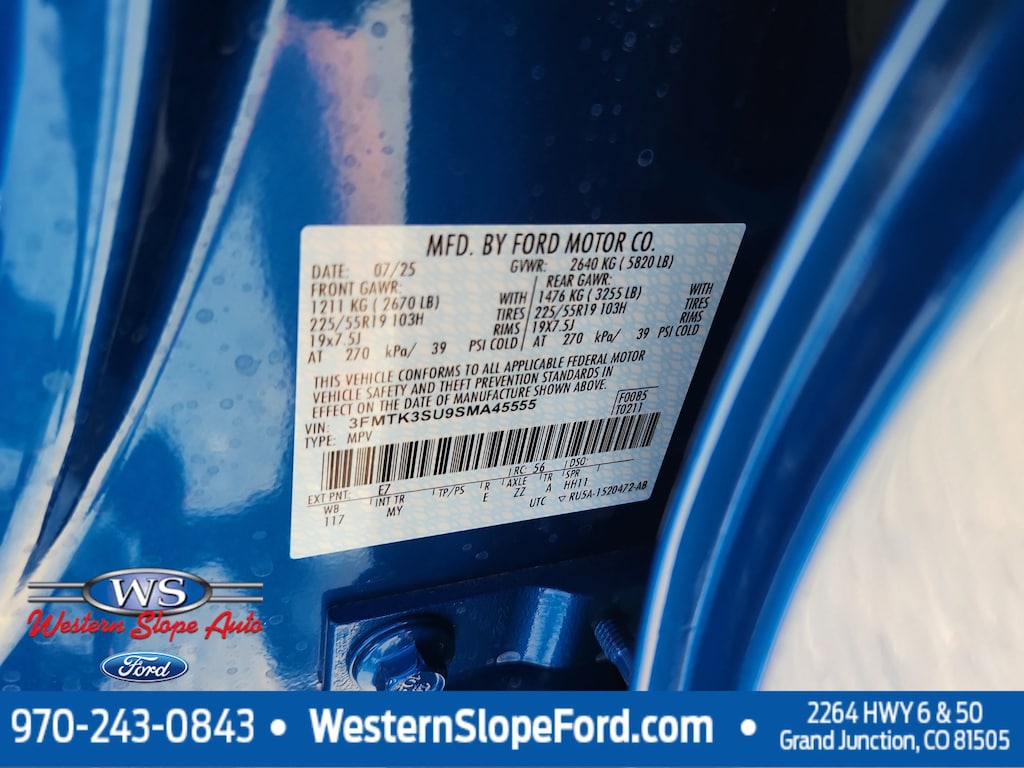 MFD. BY FORD MOTOR CO.
DATE: 07/25 GVWR: 2640 KG ( 5820 LB)
FRONT GAWR: REAR GAWR:
1211 KG ( 2670 LB) WITH 1476 KG ( 3255 LB) WITH
225/55R19 103H TIRES 225/55R19 103H TIRES
19x7.5J RIMS 19X7.5J RIMS
AT 270 kPa/ 39 PSI COLD AT 270 kPa/ 39 PSI COLD
THIS VEHICLE CONFORMS TO ALL APPLICABLE FEDERAL MOTOR
VEHICLE SAFETY AND THEFT PREVENTION STANDARDS IN
EFFECT ON THE DATE OF MANUFACTURE SHOWN ABOVE.
VIN: 3FMTK3SU9SMA45555 F0085
TYPE: MPV T0211
EXT PNT: E7 RC: 56 DSO:
WB INT TR TP/PS R AXLE TR SPR
117 MY E ZZ A HH11
UTC ▽ RU5A-1520472-AB
WS
Western Slope Auto
Ford
970-243-0843 • WesternSlopeFord.com • 2264 HWY 6 & 50
Grand Junction, CO 81505